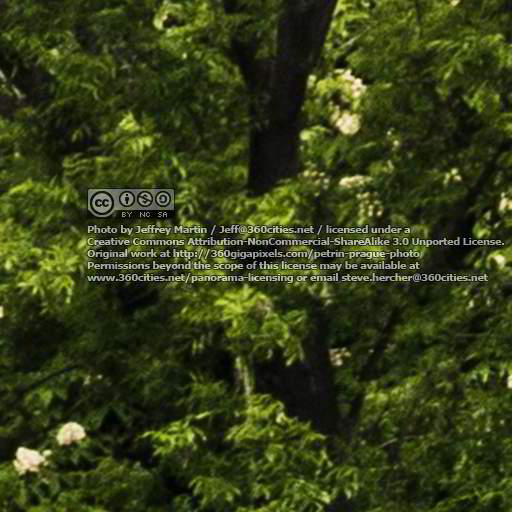 cc
BY NC SA
Photo by Jeffrey Martin / Jeff@360cities.net / licensed under a
Creative Commons Attribution-NonCommercial-ShareAlike 3.0 Unported License.
Original work at http://360gigapixels.com/petrin-prague-photo
Permissions beyond the scope of this license may be available at
www.360cities.net/panorama-licensing or email steve.hercher@360cities.net